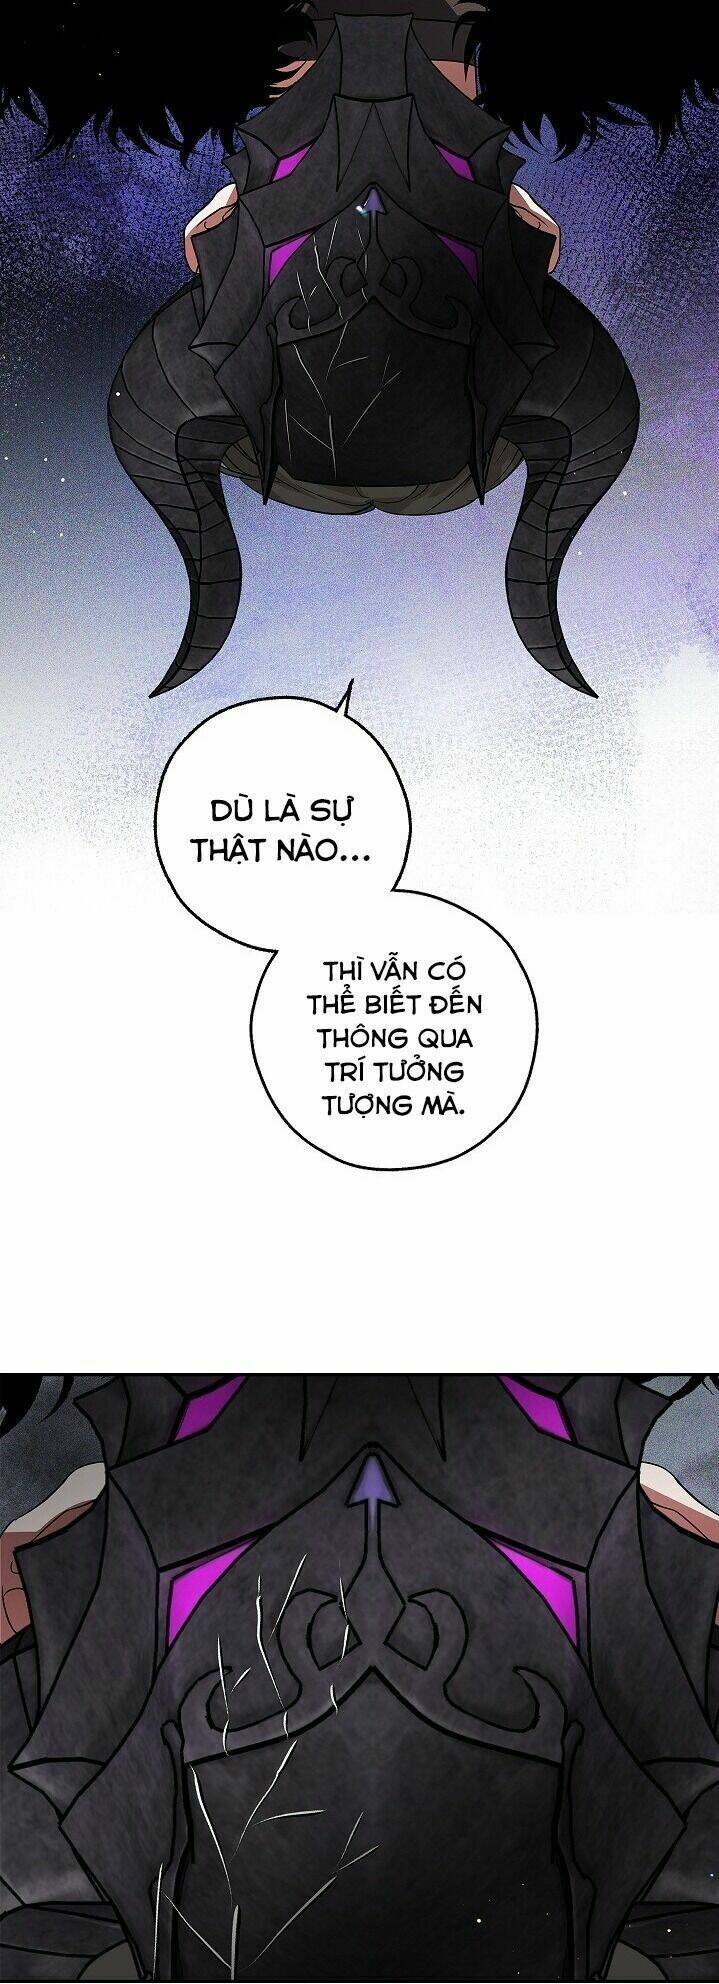 DÙ LÀ SỰ
THẬT NÀO...
THÌ VẪN CÓ
THỂ BIẾT ĐẾN
THÔNG QUA
TRÍ TƯỞNG
TƯỢNG MÀ.